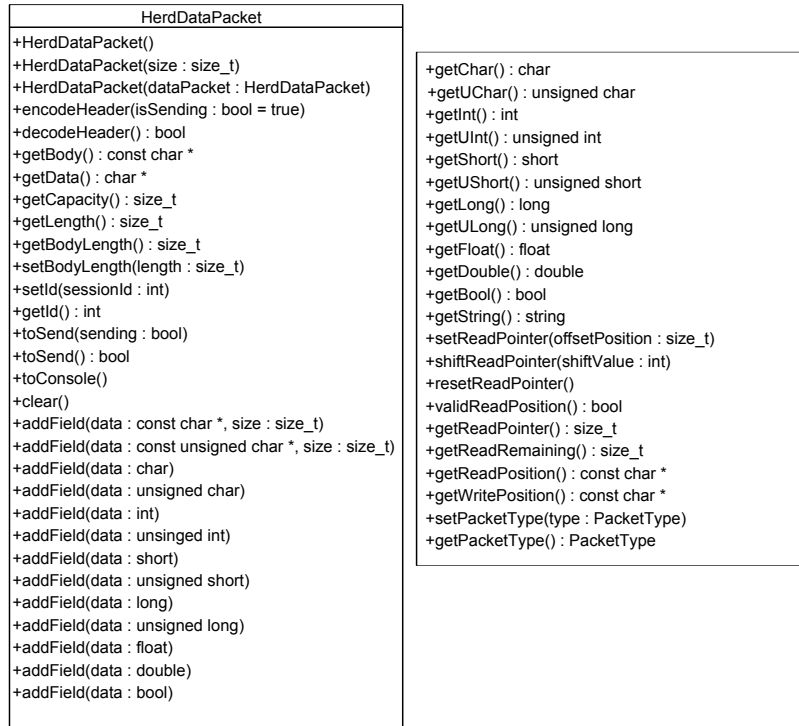 HerdDataPacket
+HerdDataPacket()
+HerdDataPacket(size : size_t)
+HerdDataPacket(dataPacket : HerdDataPacket)
+encodeHeader(isSending : bool = true)
+decodeHeader() : bool
+getBody() : const char *
+getData() : char *
+getCapacity() : size_t
+getLength() : size_t
+getBodyLength() : size_t
+setBodyLength(length : size_t)
+setId(sessionId : int)
+getId() : int
+toSend(sending : bool)
+toSend() : bool
+toConsole()
+clear()
+addField(data : const char *, size : size_t)
+addField(data : const unsigned char *, size : size_t)
+addField(data : char)
+addField(data : unsigned char)
+addField(data : int)
+addField(data : unsinged int)
+addField(data : short)
+addField(data : unsigned short)
+addField(data : long)
+addField(data : unsigned long)
+addField(data : float)
+addField(data : double)
+addField(data : bool)
+getChar() : char
+getUChar() : unsigned char
+getInt() : int
+getUInt() : unsigned int
+getShort() : short
+getUShort() : unsigned short
+getLong() : long
+getULong() : unsigned long
+getFloat() : float
+getDouble() : double
+getBool() : bool
+getString() : string
+setReadPointer(offsetPosition : size_t)
+shiftReadPointer(shiftValue : int)
+resetReadPointer()
+validReadPosition() : bool
+getReadPointer() : size_t
+getReadRemaining() : size_t
+getReadPosition() : const char *
+getWritePosition() : const char *
+setPacketType(type : PacketType)
+getPacketType() : PacketType